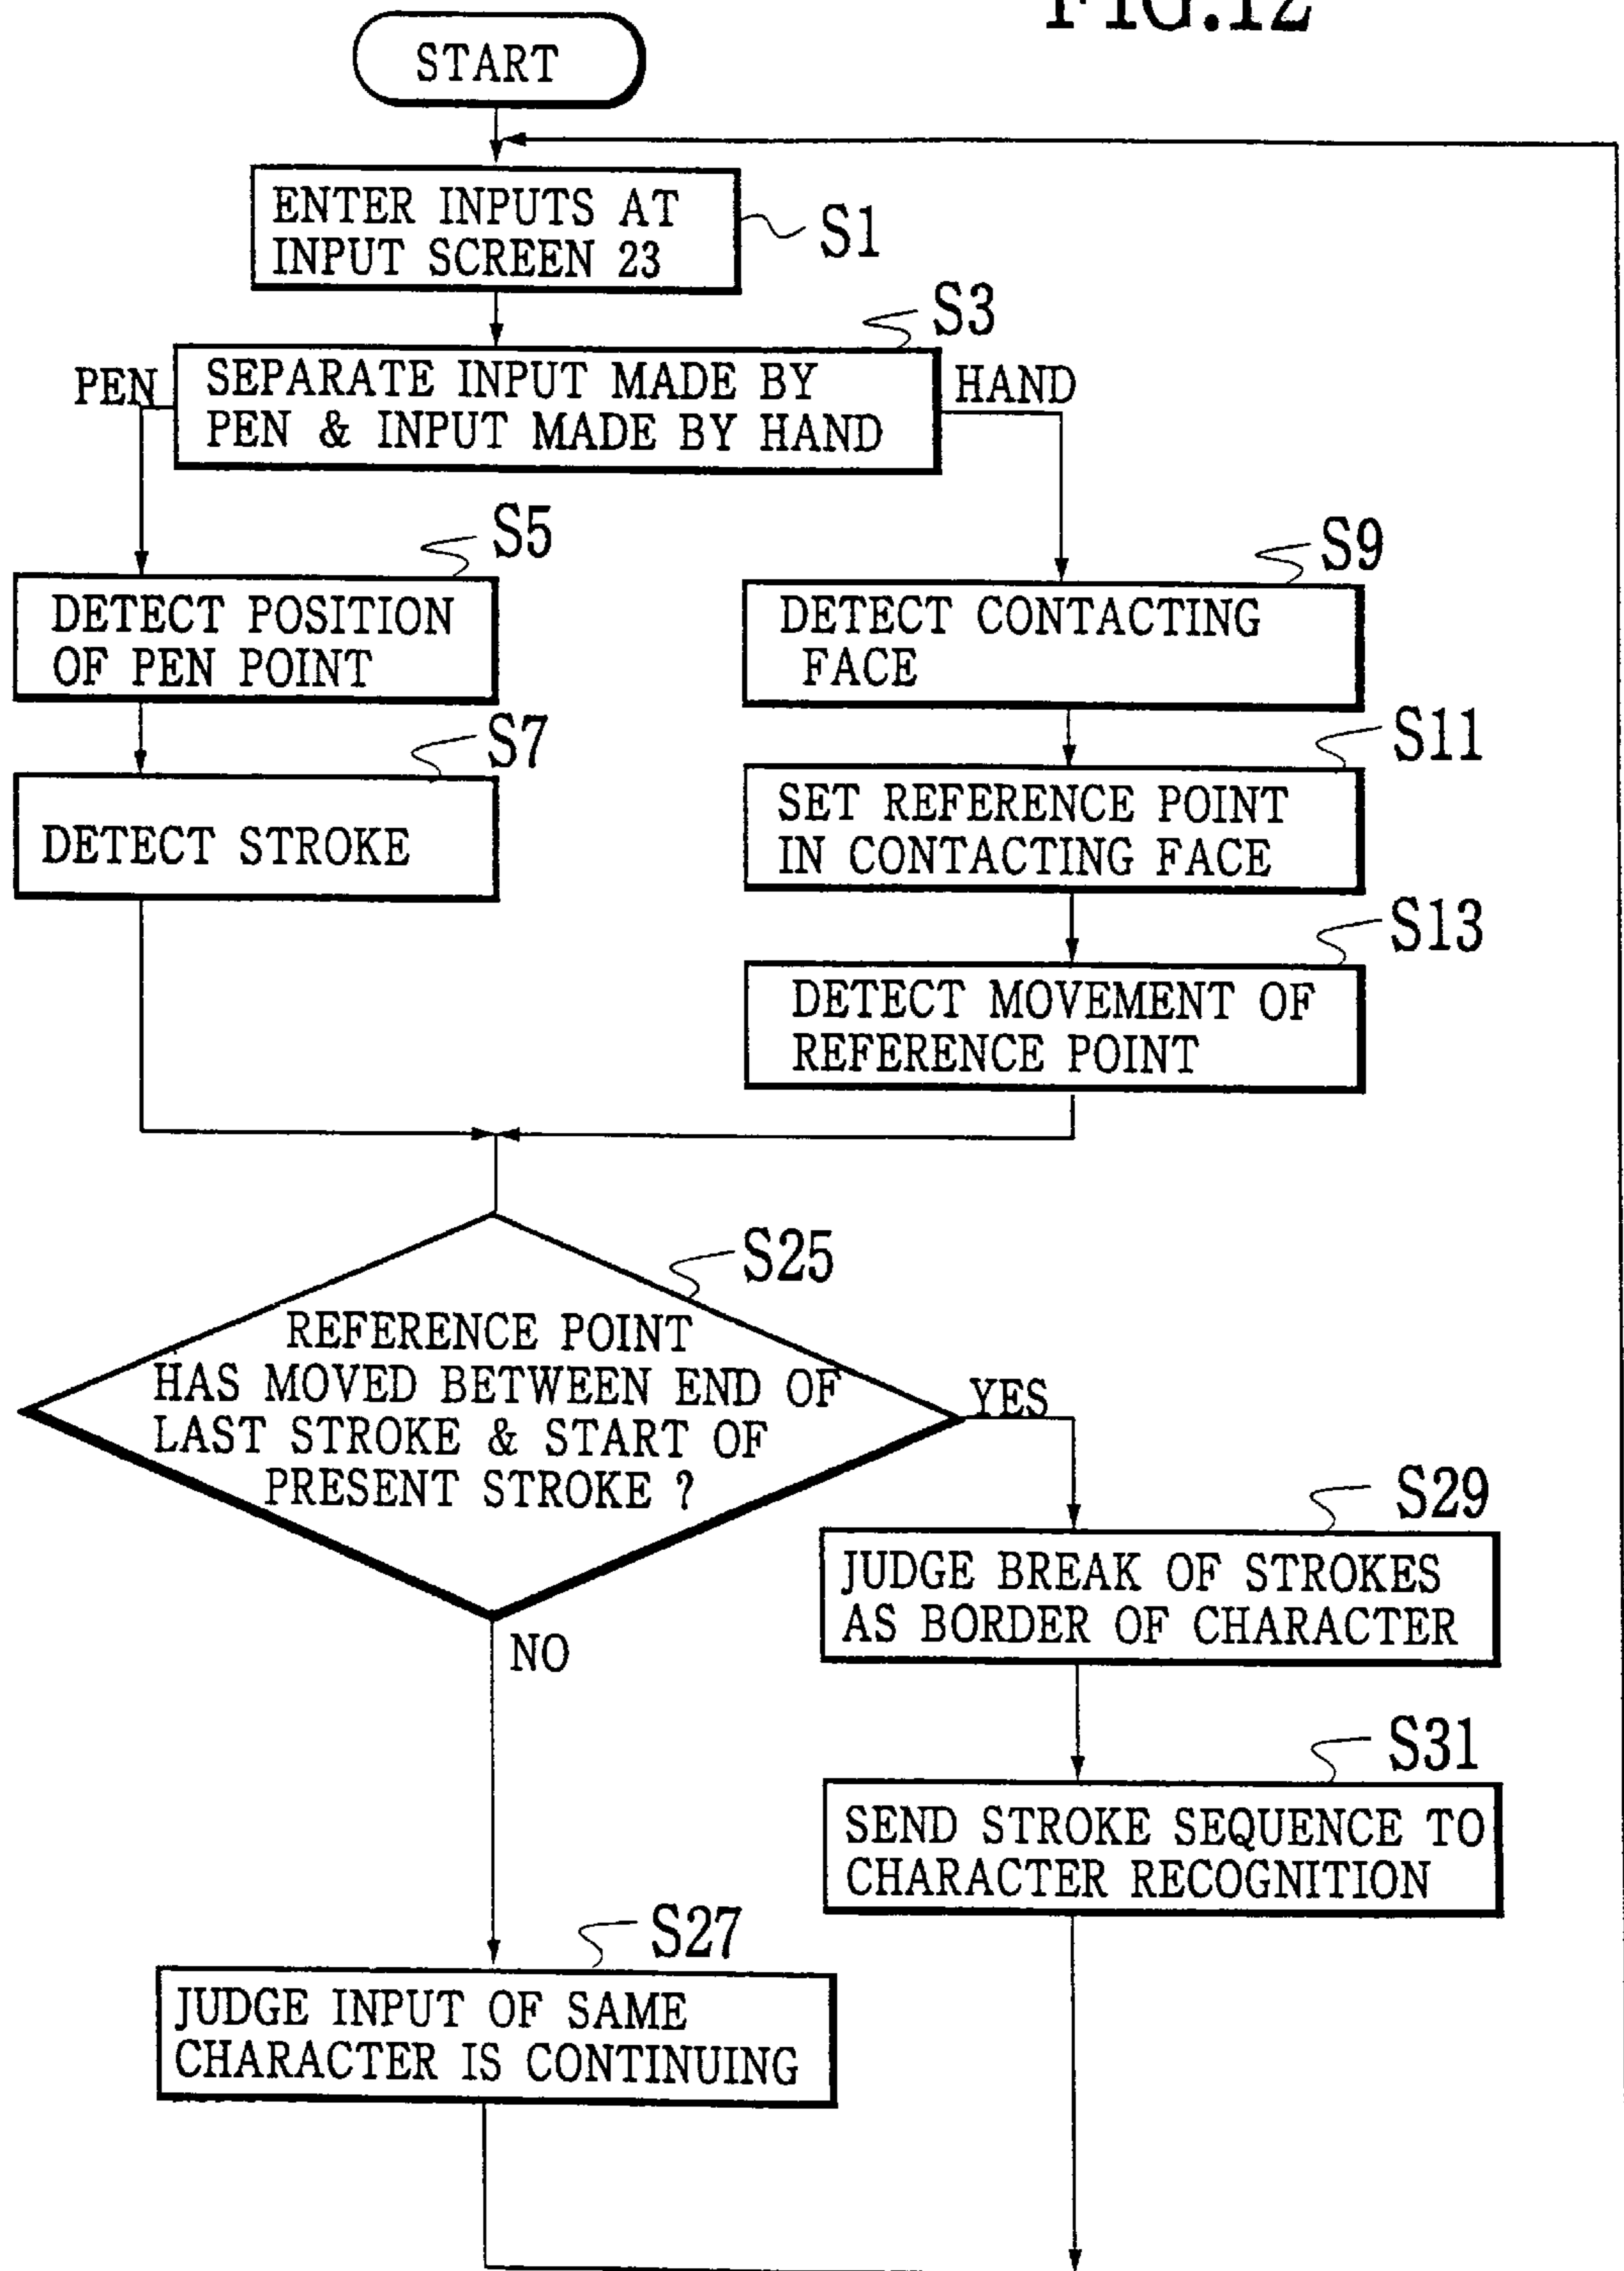 FIG.12
START
ENTER INPUTS AT
INPUT SCREEN 23
S1
S3
PEN
SEPARATE INPUT MADE BY
PEN & INPUT MADE BY HAND
HAND
S5
DETECT POSITION
OF PEN POINT
S7
DETECT STROKE
S9
DETECT CONTACTING
FACE
S11
SET REFERENCE POINT
IN CONTACTING FACE
S13
DETECT MOVEMENT OF
REFERENCE POINT
S25
REFERENCE POINT
HAS MOVED BETWEEN END OF
LAST STROKE & START OF
PRESENT STROKE ?
YES
NO
S29
JUDGE BREAK OF STROKES
AS BORDER OF CHARACTER
S31
SEND STROKE SEQUENCE TO
CHARACTER RECOGNITION
S27
JUDGE INPUT OF SAME
CHARACTER IS CONTINUING